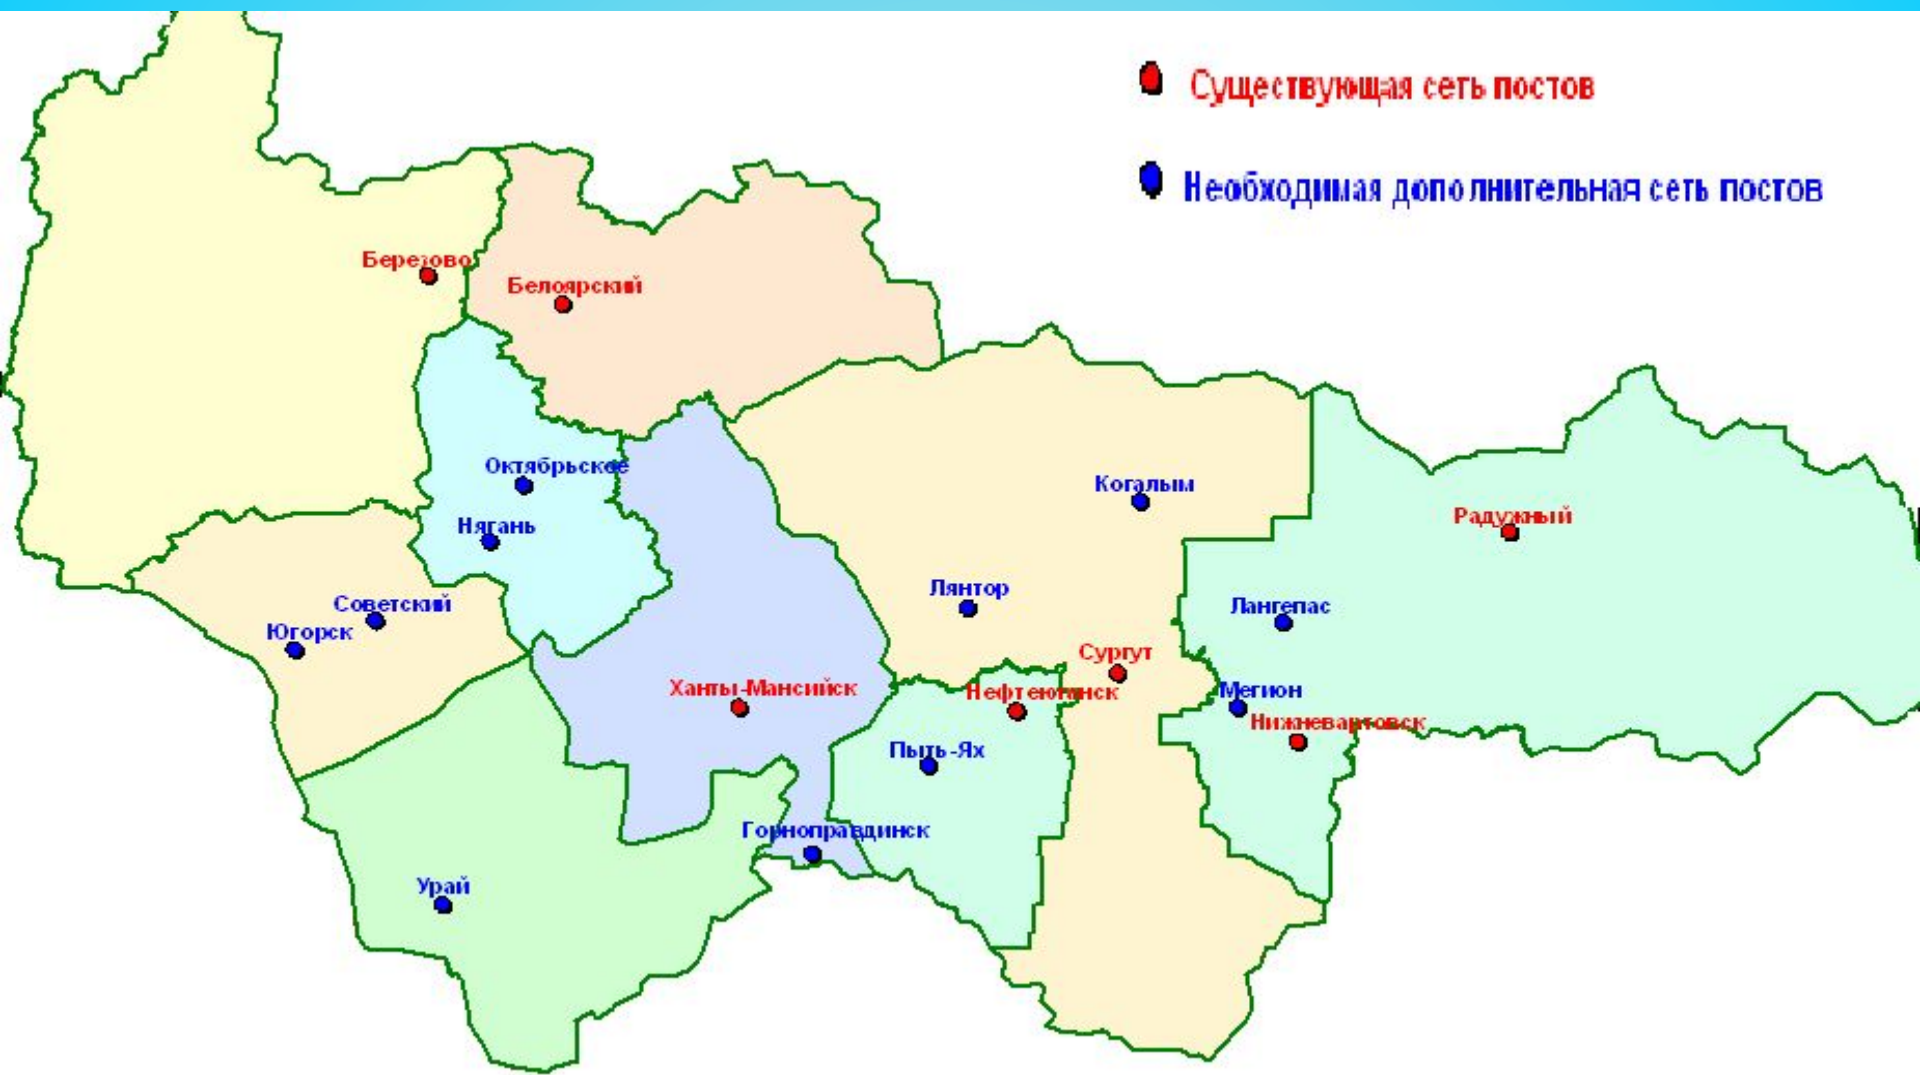 Существующая сеть постов
Необходимая дополнительная сеть постов
Березово
Белоярский
Октябрьское
Когалым
Радужный
Нягань
Лянтор
Советский
Лангепас
Югорск
Сургут
Ханты-Мансийск
Нефтеюганск
Мегион
Нижневартовск
Пыть-Ях
Горноправдинск
Урай